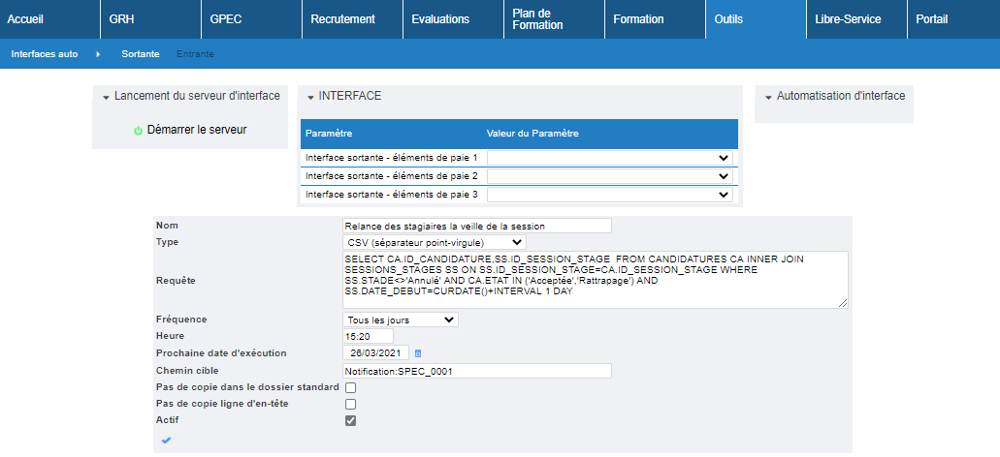 Accueil
GRH
GPEC
Recrutement
Evaluations
Plan de
Formation
Formation
Outils
Libre-Service
Portail
Interfaces auto
Sortante
Entrante
Lancement du serveur d'interface
Démarrer le serveur
INTERFACE
Paramètre Valeur du Paramètre
Interface sortante - éléments de paie 1
Interface sortante - éléments de paie 2
Interface sortante - éléments de paie 3
Automatisation d'interface
Nom Relance des stagiaires la veille de la session
Type CSV (séparateur point-virgule)
Requête
SELECT CA.ID_CANDIDATURE,SS.ID_SESSION_STAGE FROM CANDIDATURES CA INNER JOIN
SESSIONS_STAGES SS ON SS.ID_SESSION_STAGE=CA.ID_SESSION_STAGE WHERE
SS.STADE<>'Annulé' AND CA.ETAT IN ('Acceptée','Rattrapage') AND
SS.DATE_DEBUT=CURDATE()+INTERVAL 1 DAY
Fréquence Tous les jours
Heure 15:20
Prochaine date d'exécution 26/03/2021
Chemin cible Notification:SPEC_0001
Pas de copie dans le dossier standard
Pas de copie ligne d'en-tête
Actif